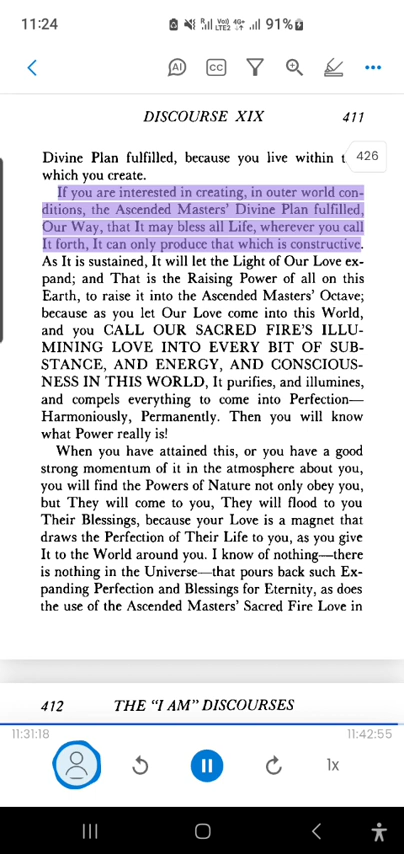 11:24
91%
AI
CC
DISCOURSE XIX 411
426
Divine Plan fulfilled, because you live within
which you create.
If you are interested in creating, in outer world con-
ditions, the Ascended Masters' Divine Plan fulfilled,
Our Way, that It may bless all Life, wherever you call
It forth, It can only produce that which is constructive.
As It is sustained, It will let the Light of Our Love ex-
pand; and That is the Raising Power of all on this
Earth, to raise it into the Ascended Masters' Octave;
because as you let Our Love come into this World,
and you CALL OUR SACRED FIRE'S ILLU-
MINING LOVE INTO EVERY BIT OF SUB-
STANCE, AND ENERGY, AND CONSCIOUS-
NESS IN THIS WORLD, It purifies, and illumines,
and compels everything to come into Perfection—
Harmoniously, Permanently. Then you will know
what Power really is!
When you have attained this, or you have a good
strong momentum of it in the atmosphere about you,
you will find the Powers of Nature not only obey you,
but They will come to you, They will flood to you
Their Blessings, because your Love is a magnet that
draws the Perfection of Their Life to you, as you give
It to the World around you. I know of nothing—there
is nothing in the Universe—that pours back such Ex-
panding Perfection and Blessings for Eternity, as does
the use of the Ascended Masters' Sacred Fire Love in
412 THE "I AM" DISCOURSES
11:31:18 11:42:55
1x